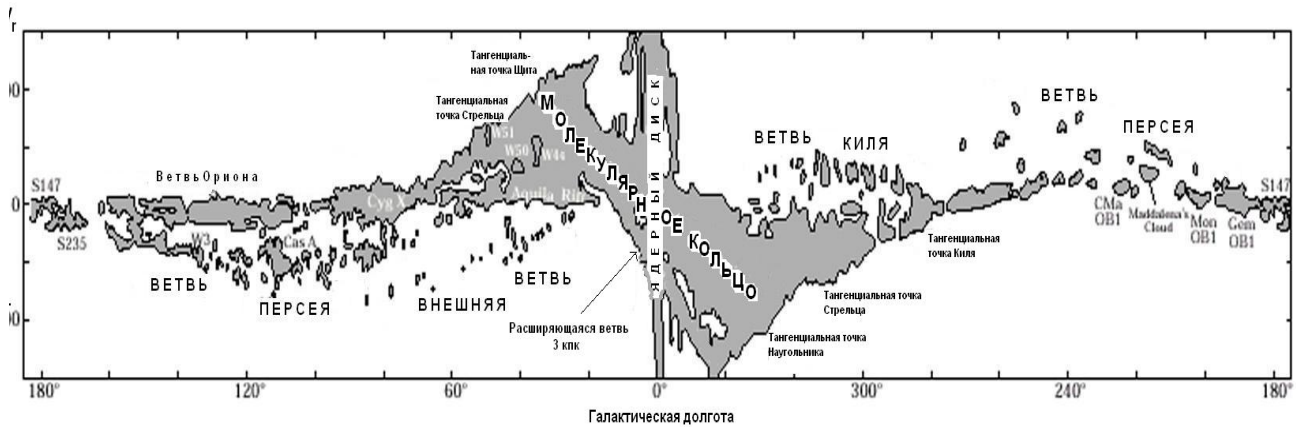 Vr
Тангенциаль-
ная точка Щита
Тангенциальная
точка Стрельца
МОЛЕКУЛЯРНОЕ КОЛЬЦО
ЯДЕРНЫЙ ДИСК
W51
W50
W44
Aquila Rift
ВЕТВЬ
ПЕРСЕЯ
ВЕТВЬ
КИЛЯ
Ветвь Ориона
S147
S235
0
Cyg X
W3
Cas A
ВЕТВЬ
ПЕРСЕЯ
ВНЕШНЯЯ
ВЕТВЬ
Расширяющаяся ветвь
3 кпк
Тангенциальная
точка Киля
Тангенциальная точка
Стрельца
Тангенциальная точка
Наугольника
CMa
OB1
Maddalena's
Cloud
Mon
OB1
Gem
OB1
S147
180° 120° 60° 0° 300° 240° 180°
Галактическая долгота